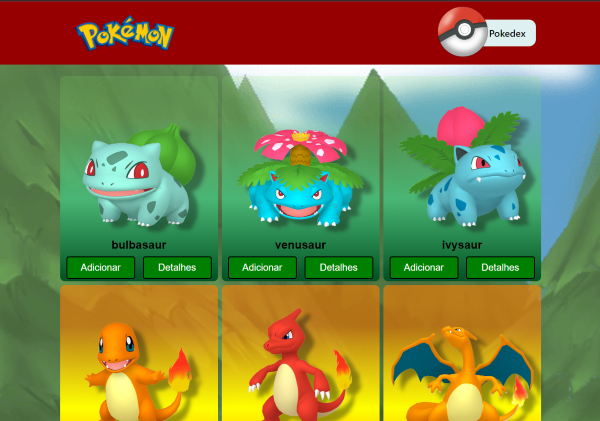 POKéMON
Pokedex
bulbasaur
venusaur
ivysaur
Adicionar
Detalhes
Adicionar
Detalhes
Adicionar
Detalhes